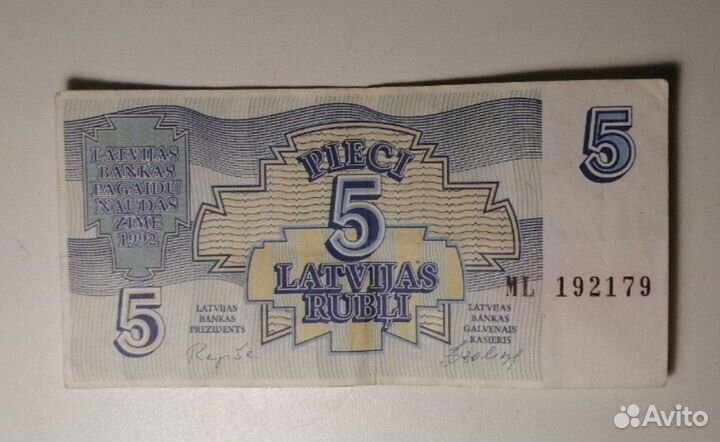 LATVIJAS
BANKAS
PAGAIDU
NAUDAS
ZĪME
1992
PIECI
5
LATVIJAS
RUBĻI
5
ML 192179
5
LATVIJAS
BANKAS
PREZIDENTS
LATVIJAS
BANKAS
GALVENAIS
KASIERIS
Avito